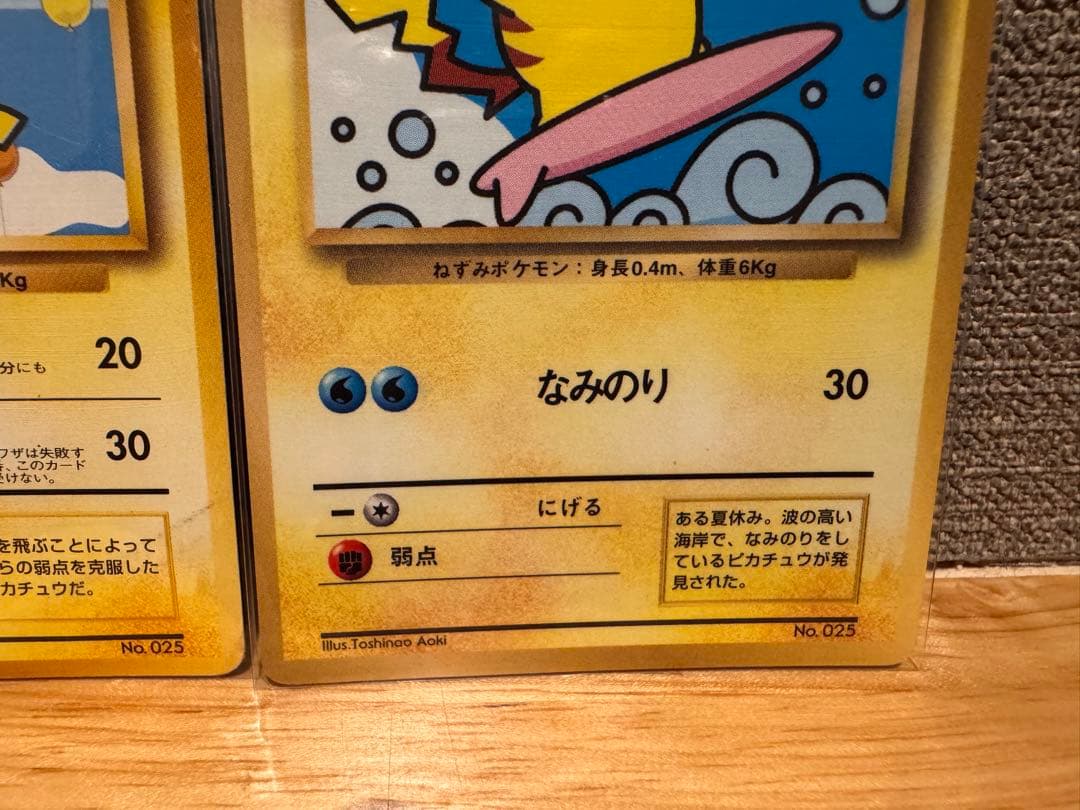 Kg
分にも
20
ワザは失敗す
、このカード
受けない。
30
を飛ぶことによって
らの弱点を克服した
カチュウだ。
No. 025
ねずみポケモン：身長0.4m、体重6Kg
なみのり 30
にげる
弱点
ある夏休み。波の高い
海岸で、なみのりをし
ているピカチュウが発
見された。
Illus.Toshinao Aoki
No. 025